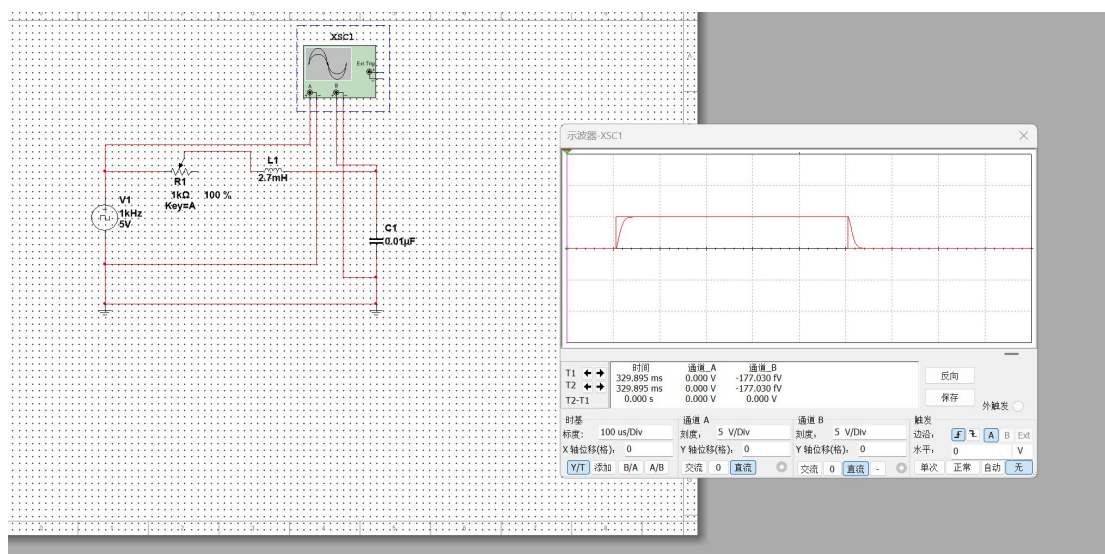 XSC1
Ext Trig
A
B
V1
1kHz
5V
R1
1kΩ 100 %
Key=A
L1
2.7mH
C1
0.01µF
示波器-XSC1
时间 通道_A 通道_B
T1 329.895 ms 0.000 V -177.030 fV
T2 329.895 ms 0.000 V -177.030 fV
T2-T1 0.000 s 0.000 V 0.000 V
反向
保存
外触发
时基
标度: 100 us/Div
X 轴位移(格): 0
Y/T 添加 B/A A/B
通道 A
刻度: 5 V/Div
Y 轴位移(格): 0
交流 0 直流
通道 B
刻度: 5 V/Div
Y 轴位移(格): 0
交流 0 直流 -
触发
边沿: A B Ext
水平: 0 V
单次 正常 自动 无